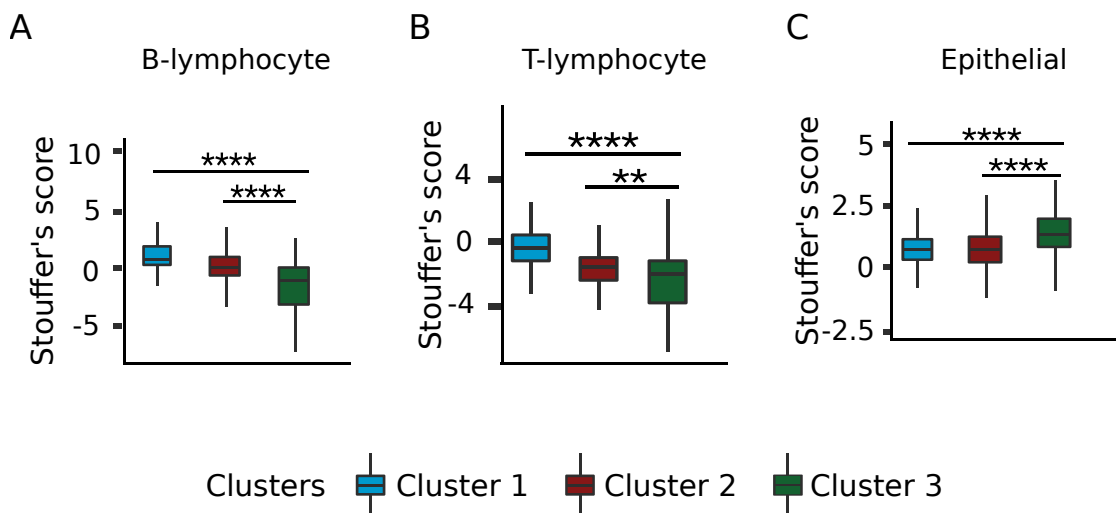 A
B
C
B-lymphocyte
T-lymphocyte
Epithelial
Stouffer's score
10
5
0
-5
****
****
Stouffer's score
4
0
-4
****
**
Stouffer's score
5
2.5
0
-2.5
****
****
Clusters
Cluster 1
Cluster 2
Cluster 3